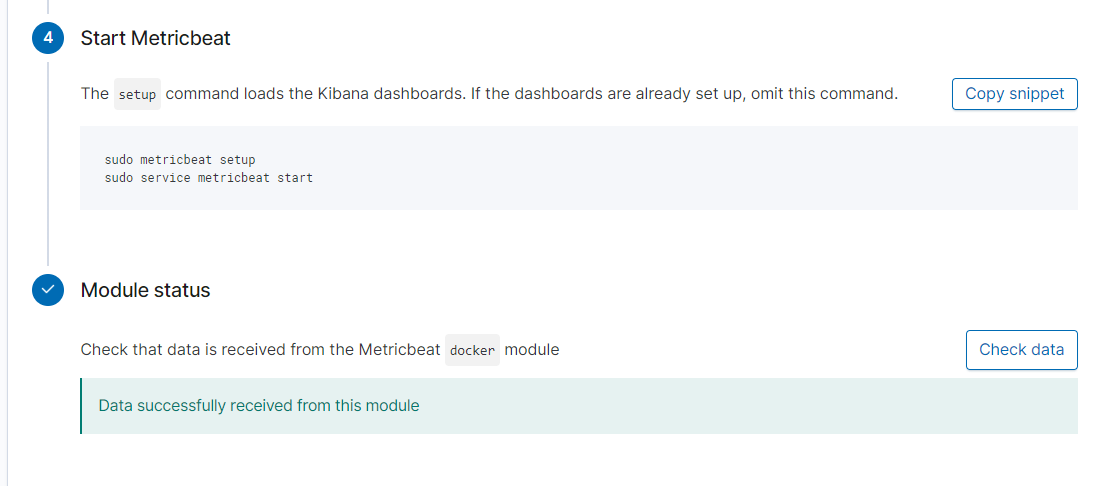 4
Start Metricbeat
The setup command loads the Kibana dashboards. If the dashboards are already set up, omit this command.
Copy snippet
sudo metricbeat setup
sudo service metricbeat start
Module status
Check that data is received from the Metricbeat docker module
Check data
Data successfully received from this module